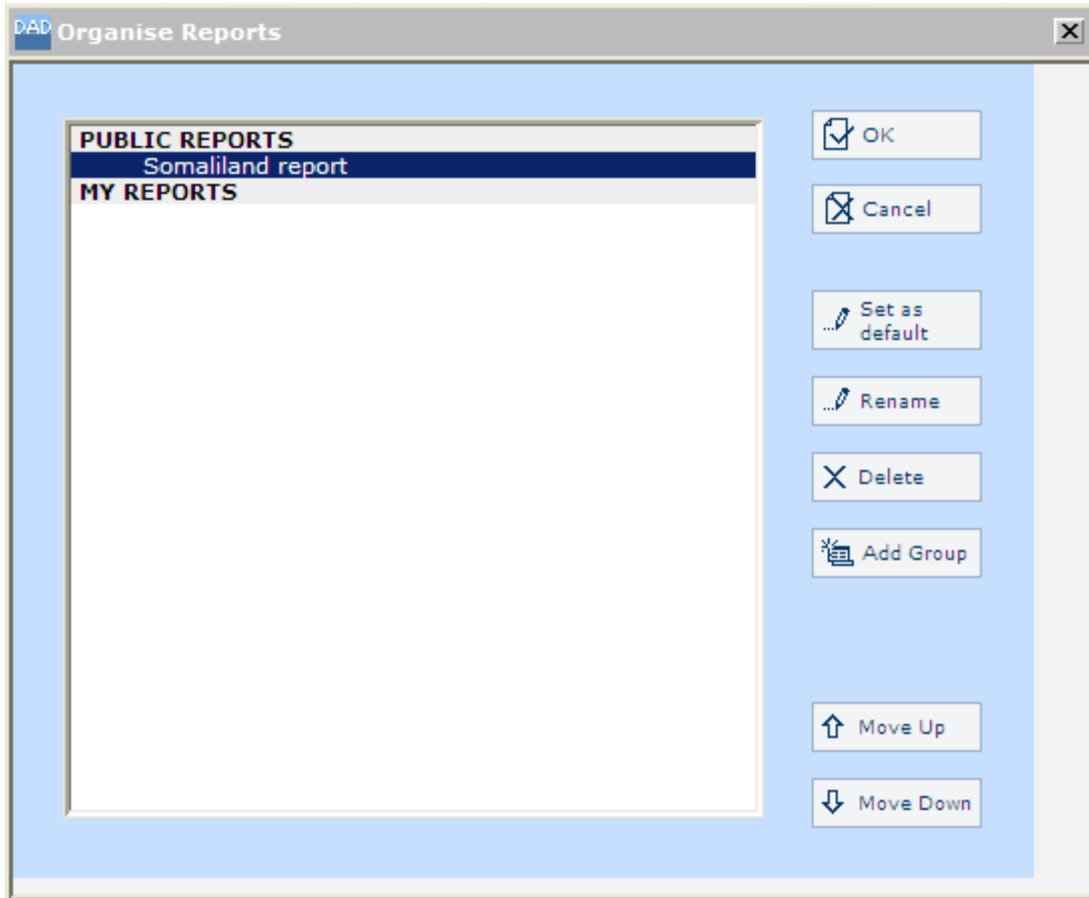 DAD Organise Reports
PUBLIC REPORTS
Somaliland report
MY REPORTS
OK
Cancel
Set as
default
Rename
Delete
Add Group
Move Up
Move Down